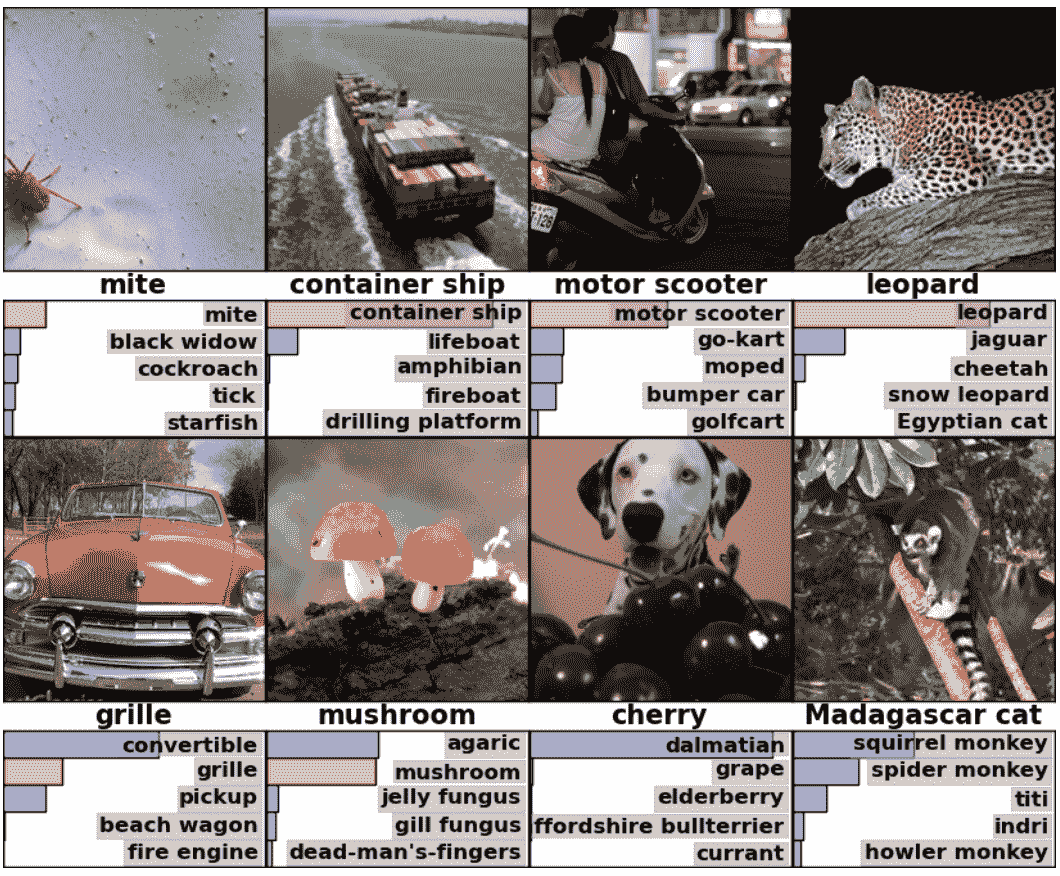 mite
container ship
motor scooter
leopard
mite
black widow
cockroach
tick
starfish
container ship
lifeboat
amphibian
fireboat
drilling platform
motor scooter
go-kart
moped
bumper car
golfcart
leopard
jaguar
cheetah
snow leopard
Egyptian cat
grille
mushroom
cherry
Madagascar cat
convertible
grille
pickup
beach wagon
fire engine
agaric
mushroom
jelly fungus
gill fungus
dead-man's-fingers
dalmatian
grape
elderberry
ffordshire bullterrier
currant
squirrel monkey
spider monkey
titi
indri
howler monkey